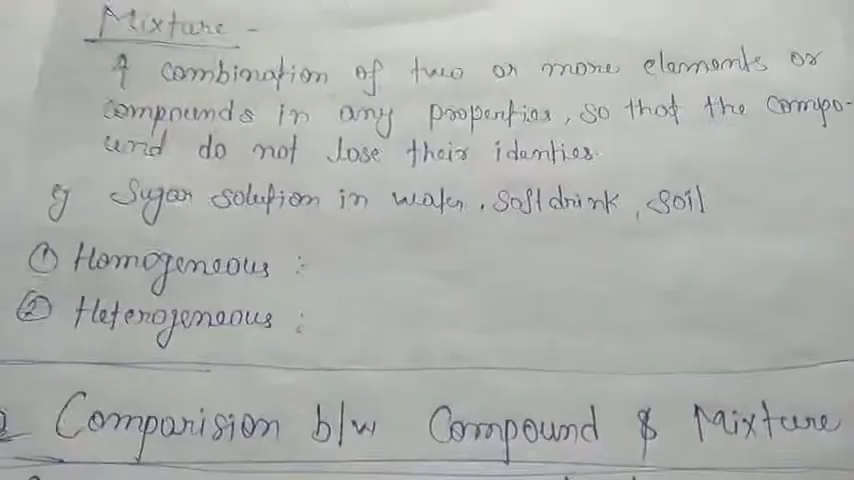 Mixture -
A combination of two or more elements or
compounds in any properties, so that the compo-
und do not lose their identies.
eg Sugar solution in water, soft drink, soil
① Homogeneous :
② Heterogeneous :
Comparision b/w Compound & Mixture